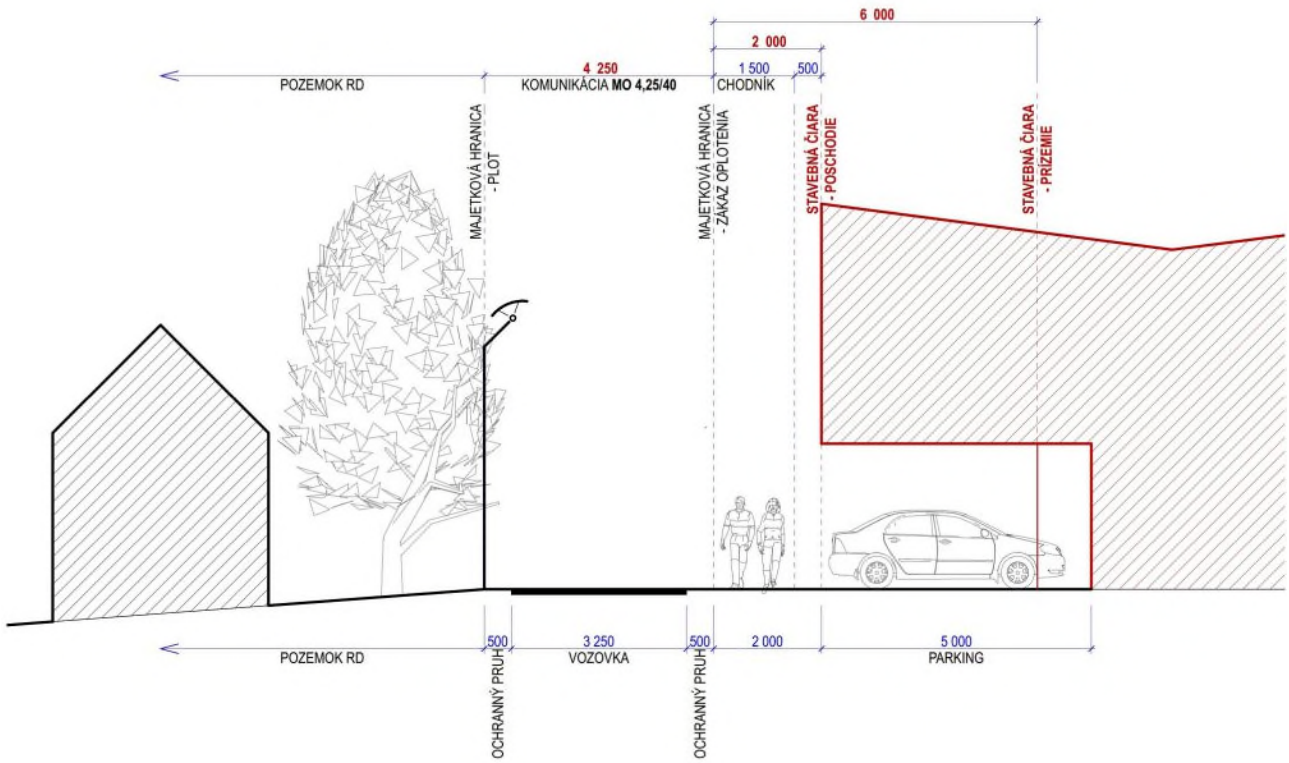 6 000
2 000
4 250
1 500
500
POZEMOK RD
KOMUNIKÁCIA MO 4,25/40
CHODNÍK
MAJETKOVÁ HRANICA
- PLOT
MAJETKOVÁ HRANICA
- ZÁKAZ OPLOTENIA
STAVEBNÁ ČIARA
- POSCHODIE
STAVEBNÁ ČIARA
- PRÍZEMIE
500
3 250
500
2 000
5 000
POZEMOK RD
OCHRANNÝ PRUH
VOZOVKA
OCHRANNÝ PRUH
PARKING